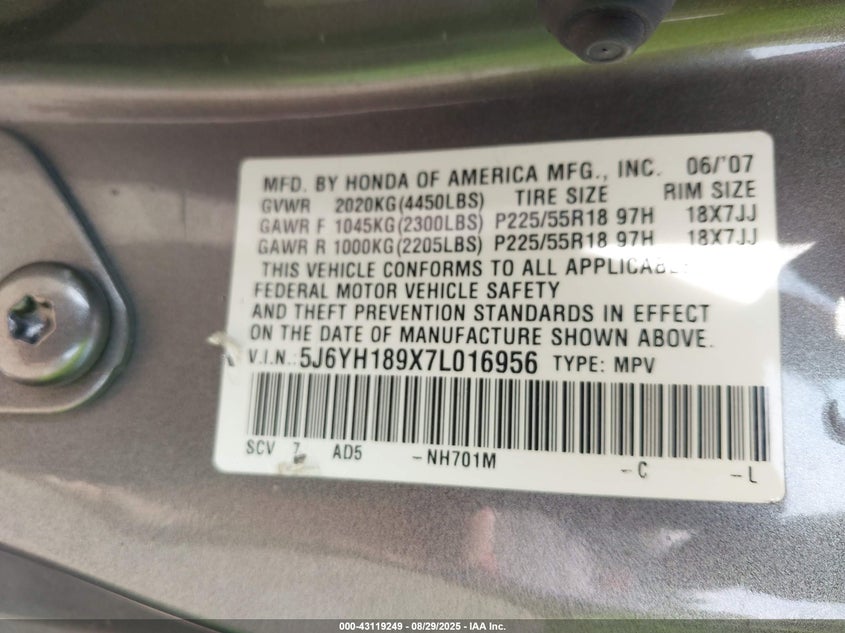 MFD. BY HONDA OF AMERICA MFG., INC. 06/'07
GVWR 2020KG(4450LBS) TIRE SIZE RIM SIZE
GAWR F 1045KG(2300LBS) P225/55R18 97H 18X7JJ
GAWR R 1000KG(2205LBS) P225/55R18 97H 18X7JJ
THIS VEHICLE CONFORMS TO ALL APPLICABLE
FEDERAL MOTOR VEHICLE SAFETY
AND THEFT PREVENTION STANDARDS IN EFFECT
ON THE DATE OF MANUFACTURE SHOWN ABOVE.
V.I.N.: 5J6YH189X7L016956 TYPE: MPV
SCV 7 AD5 -NH701M -C -L
000-43119249 - 08/29/2025 - IAA Inc.